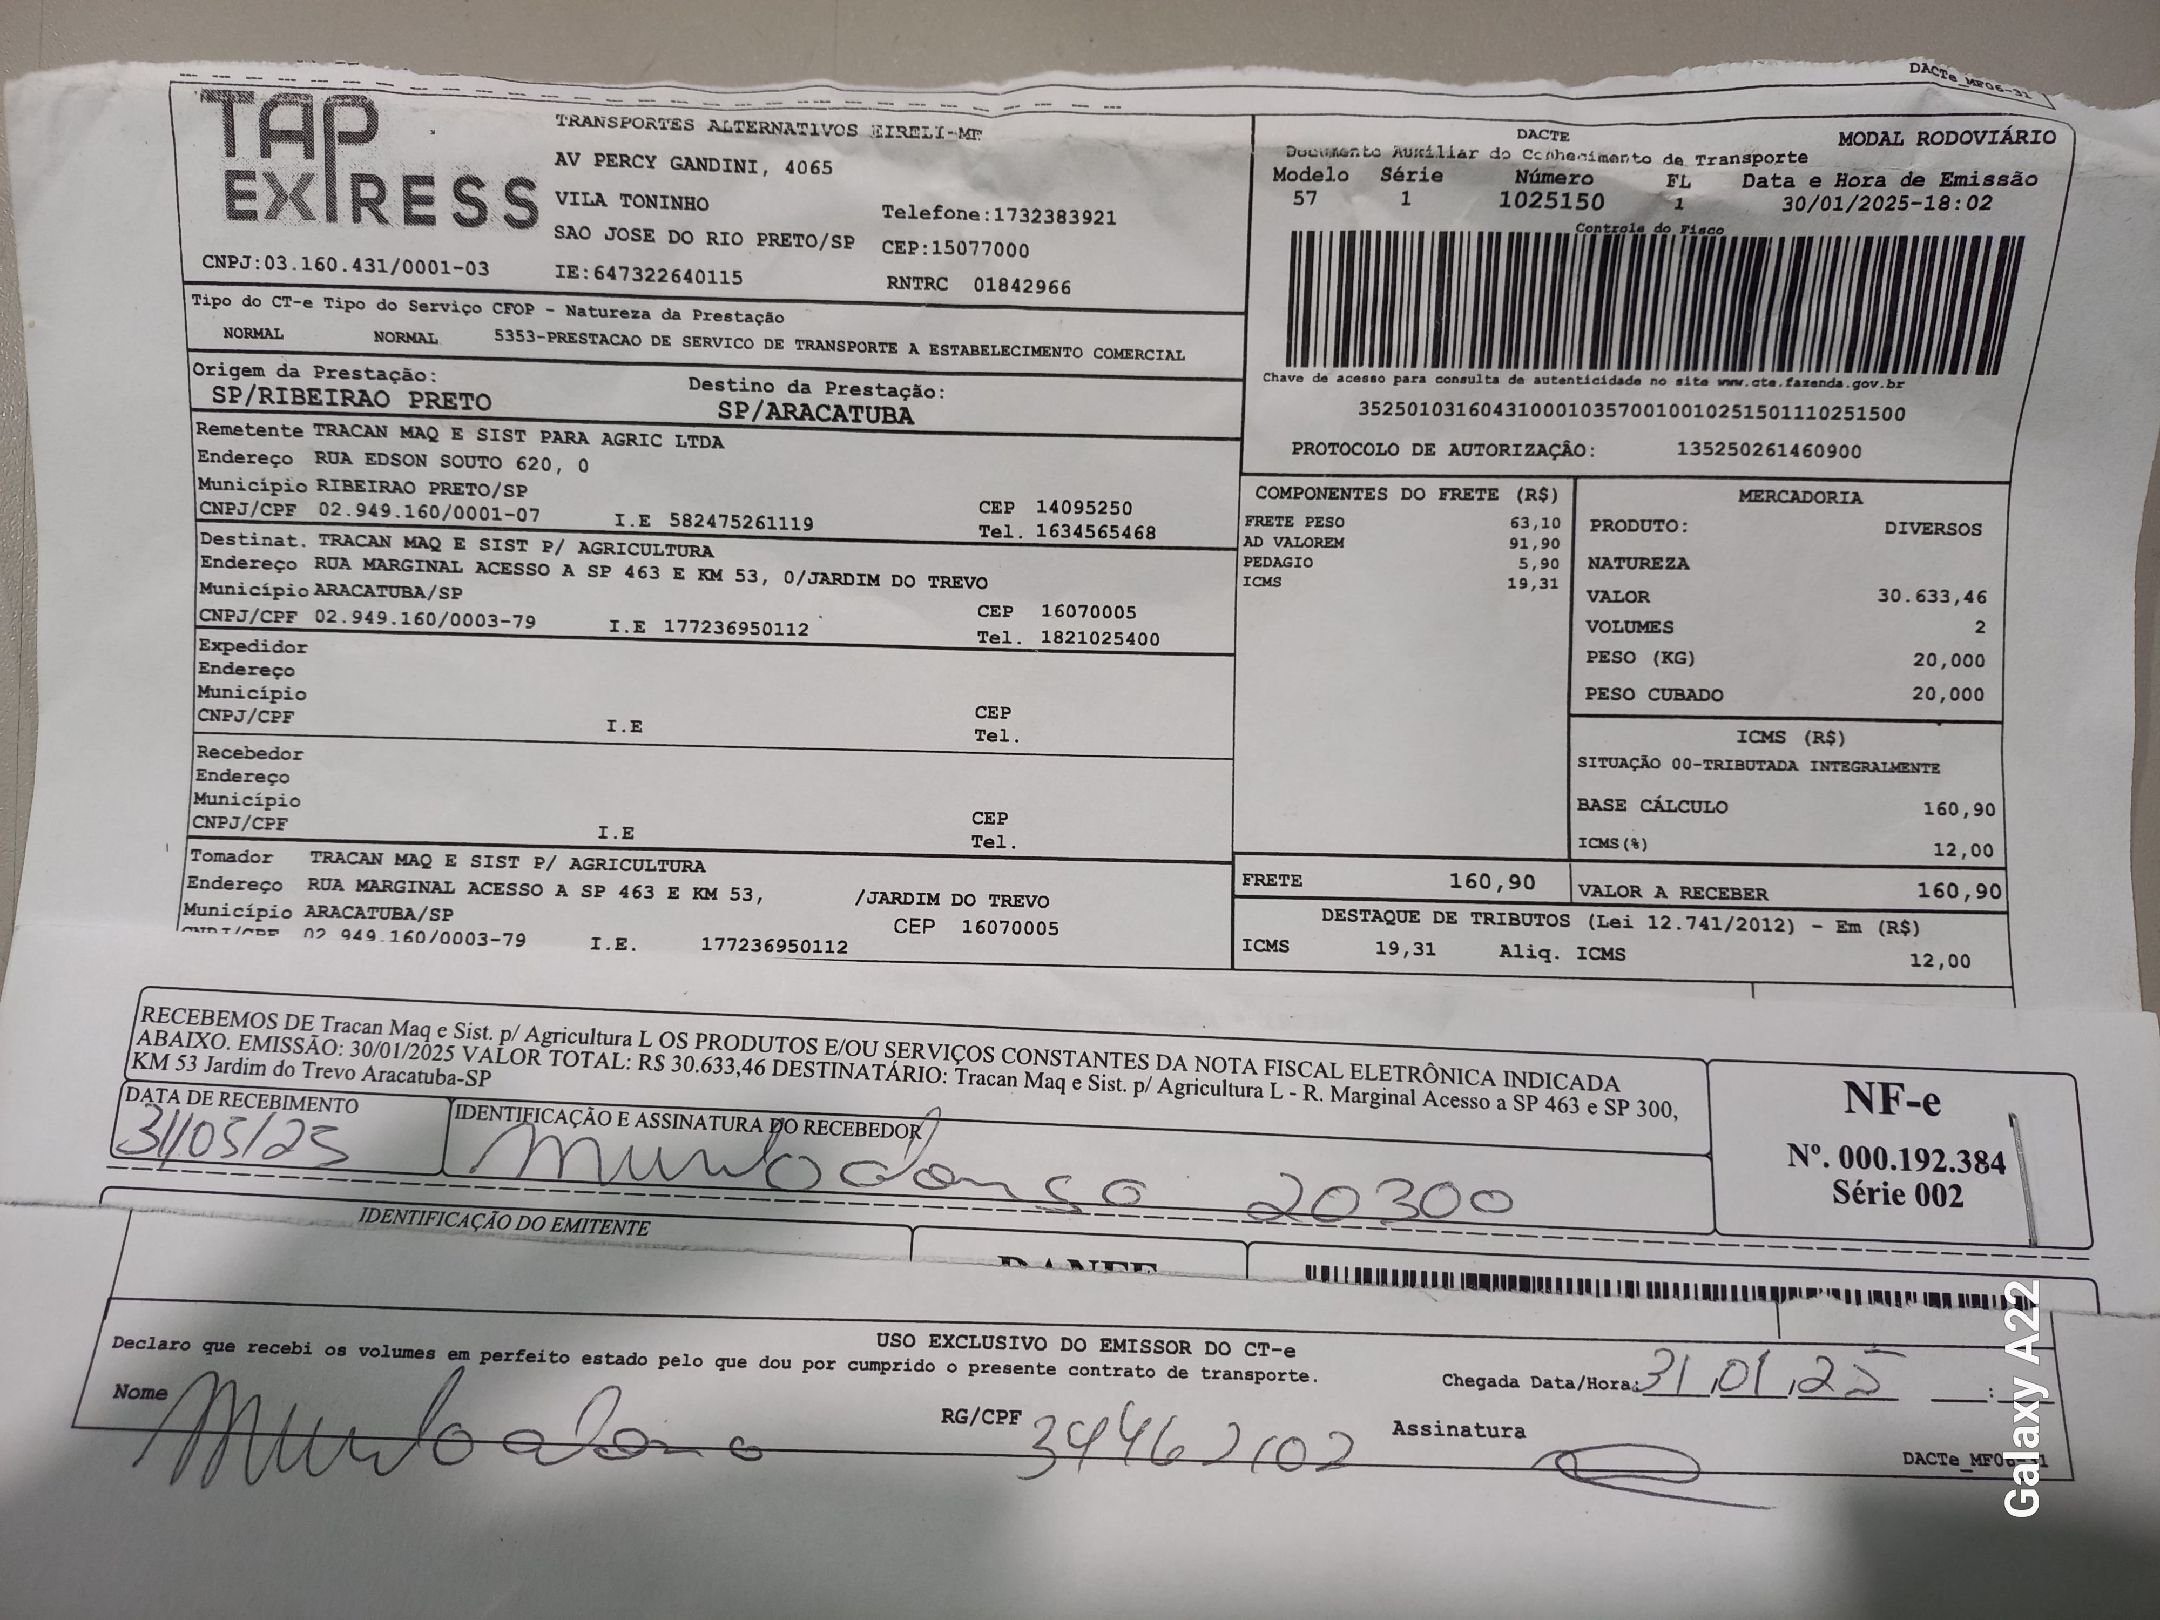 DACTe_MF06-31
TAP EXPRESS
TRANSPORTES ALTERNATIVOS EIRELI-ME
AV PERCY GANDINI, 4065
VILA TONINHO Telefone:1732383921
SAO JOSE DO RIO PRETO/SP CEP:15077000
CNPJ:03.160.431/0001-03 IE:647322640115 RNTRC 01842966
DACTE MODAL RODOVIÁRIO
Documento Auxiliar do Conhecimento de Transporte
Modelo Série Número FL Data e Hora de Emissão
57 1 1025150 1 30/01/2025-18:02
Controle do Fisco
Chave de acesso para consulta de autenticidade no site www.cte.fazenda.gov.br
35250103160431000103570010010251501110251500
PROTOCOLO DE AUTORIZAÇÃO: 135250261460900
Tipo do CT-e Tipo do Serviço CFOP - Natureza da Prestação
NORMAL NORMAL 5353-PRESTACAO DE SERVICO DE TRANSPORTE A ESTABELECIMENTO COMERCIAL
Origem da Prestação: Destino da Prestação:
SP/RIBEIRAO PRETO SP/ARACATUBA
Remetente TRACAN MAQ E SIST PARA AGRIC LTDA
Endereço RUA EDSON SOUTO 620, 0
Município RIBEIRAO PRETO/SP CEP 14095250
CNPJ/CPF 02.949.160/0001-07 I.E 582475261119 Tel. 1634565468
Destinat. TRACAN MAQ E SIST P/ AGRICULTURA
Endereço RUA MARGINAL ACESSO A SP 463 E KM 53, 0/JARDIM DO TREVO
Município ARACATUBA/SP CEP 16070005
CNPJ/CPF 02.949.160/0003-79 I.E 177236950112 Tel. 1821025400
Expedidor
Endereço
Município CEP
CNPJ/CPF I.E Tel.
Recebedor
Endereço
Município CEP
CNPJ/CPF I.E Tel.
Tomador TRACAN MAQ E SIST P/ AGRICULTURA
Endereço RUA MARGINAL ACESSO A SP 463 E KM 53, /JARDIM DO TREVO
Município ARACATUBA/SP CEP 16070005
CNPJ/CPF 02.949.160/0003-79 I.E. 177236950112
COMPONENTES DO FRETE (R$)
FRETE PESO 63,10
AD VALOREM 91,90
PEDAGIO 5,90
ICMS 19,31
MERCADORIA
PRODUTO: DIVERSOS
NATUREZA
VALOR 30.633,46
VOLUMES 2
PESO (KG) 20,000
PESO CUBADO 20,000
ICMS (R$)
SITUAÇÃO 00-TRIBUTADA INTEGRALMENTE
BASE CÁLCULO 160,90
ICMS(%) 12,00
FRETE 160,90 VALOR A RECEBER 160,90
DESTAQUE DE TRIBUTOS (Lei 12.741/2012) - Em (R$)
ICMS 19,31 Aliq. ICMS 12,00
RECEBEMOS DE Tracan Maq e Sist. p/ Agricultura L OS PRODUTOS E/OU SERVIÇOS CONSTANTES DA NOTA FISCAL ELETRÔNICA INDICADA
ABAIXO. EMISSÃO: 30/01/2025 VALOR TOTAL: R$ 30.633,46 DESTINATÁRIO: Tracan Maq e Sist. p/ Agricultura L - R. Marginal Acesso a SP 463 e SP 300,
KM 53 Jardim do Trevo Aracatuba-SP
DATA DE RECEBIMENTO IDENTIFICAÇÃO E ASSINATURA DO RECEBEDOR
20300
NF-e
Nº. 000.192.384
Série 002
IDENTIFICAÇÃO DO EMITENTE
DANFE
USO EXCLUSIVO DO EMISSOR DO CT-e
Declaro que recebi os volumes em perfeito estado pelo que dou por cumprido o presente contrato de transporte.
Chegada Data/Hora: 31/01/25 :
Nome RG/CPF Assinatura
DACTe_MF06-31
Galaxy A22